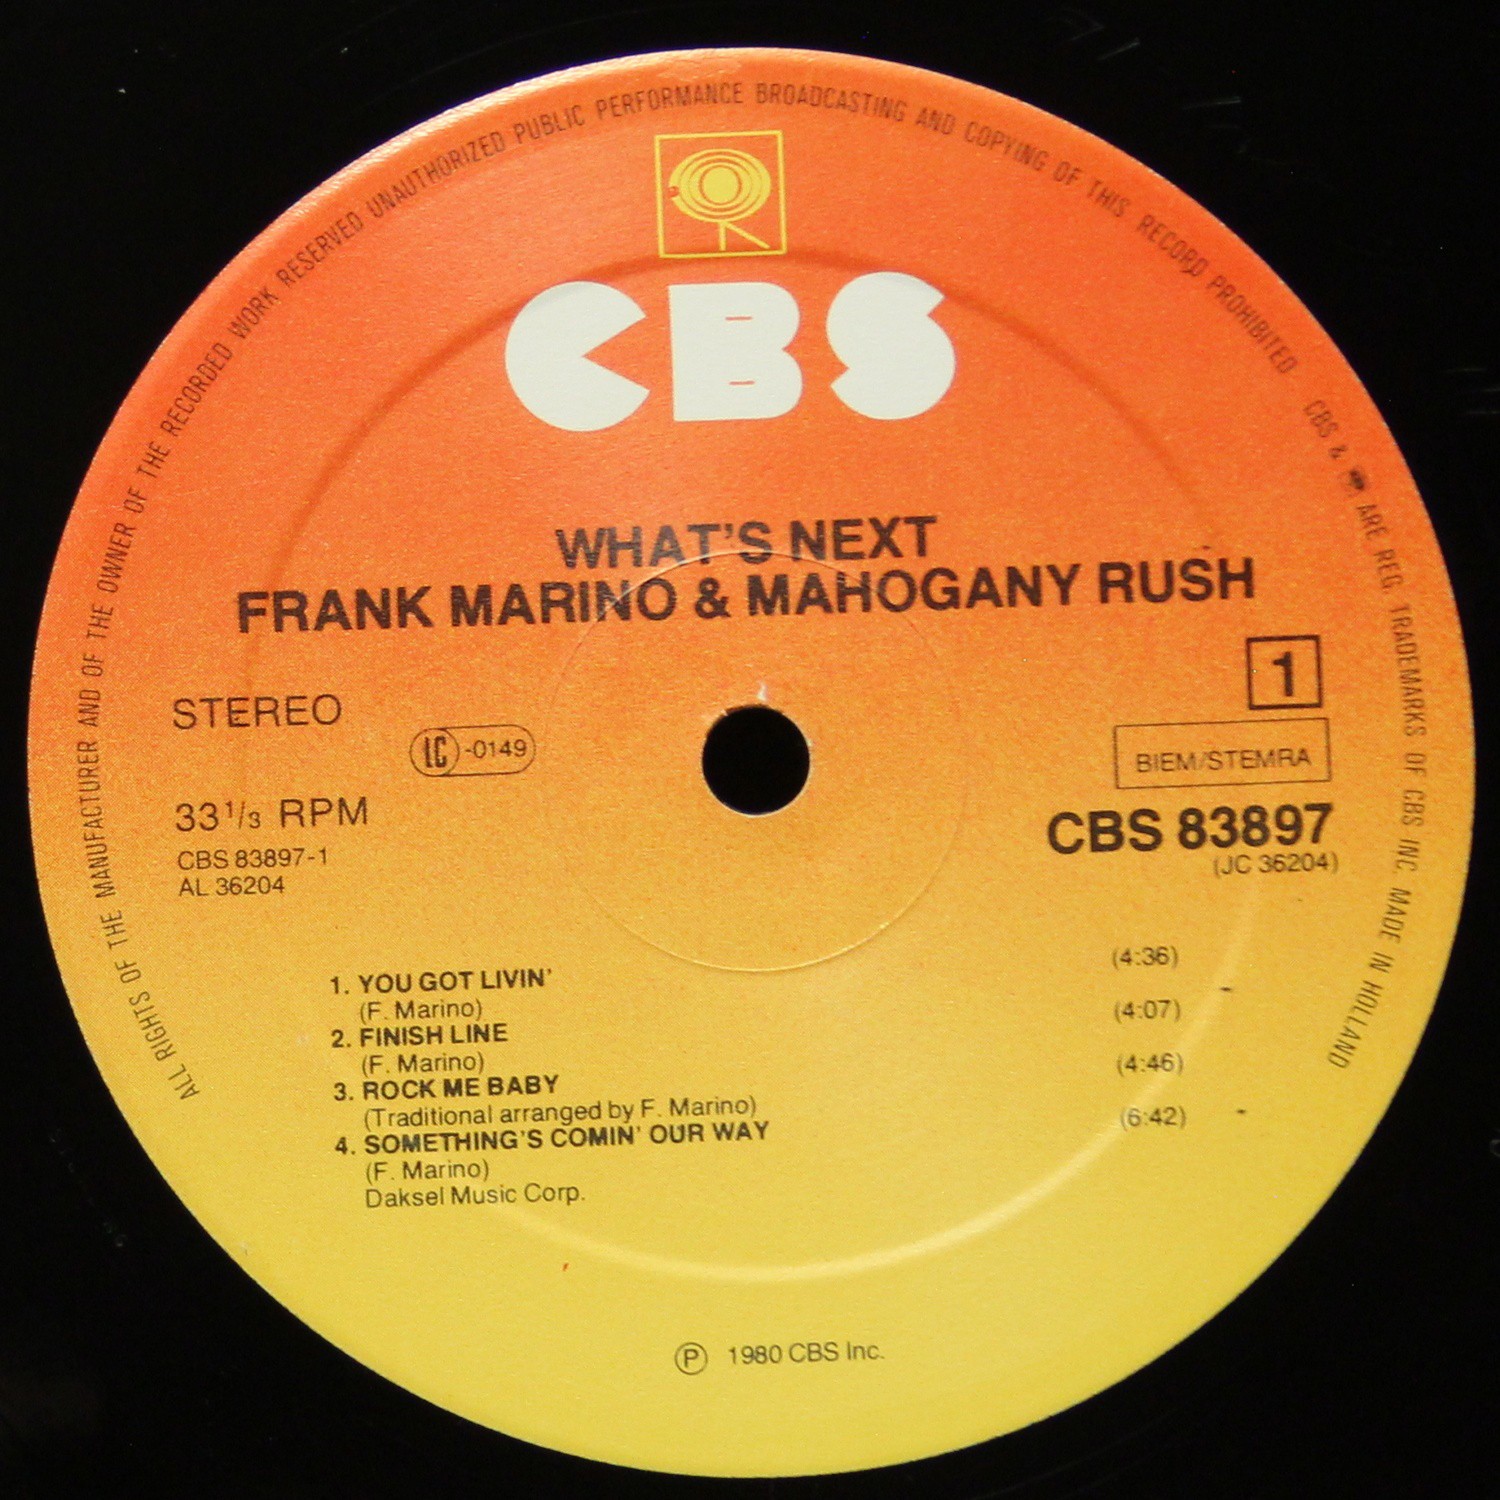 ALL RIGHTS OF THE MANUFACTURER AND OF THE OWNER OF THE RECORDED WORK RESERVED UNAUTHORIZED PUBLIC PERFORMANCE BROADCASTING AND COPYING OF THIS RECORD PROHIBITED CBS & ARE REG. TRADEMARKS OF CBS INC. MADE IN HOLLAND
CBS
WHAT'S NEXT
FRANK MARINO & MAHOGANY RUSH
1
STEREO
LC -0149
BIEM/STEMRA
33 1/3 RPM
CBS 83897
CBS 83897-1
(JC 36204)
AL 36204
1. YOU GOT LIVIN' (4:36)
(F. Marino)
2. FINISH LINE (4:07)
(F. Marino)
3. ROCK ME BABY (4:46)
(Traditional arranged by F. Marino)
4. SOMETHING'S COMIN' OUR WAY (6:42)
(F. Marino)
Daksel Music Corp.
Ⓟ 1980 CBS Inc.